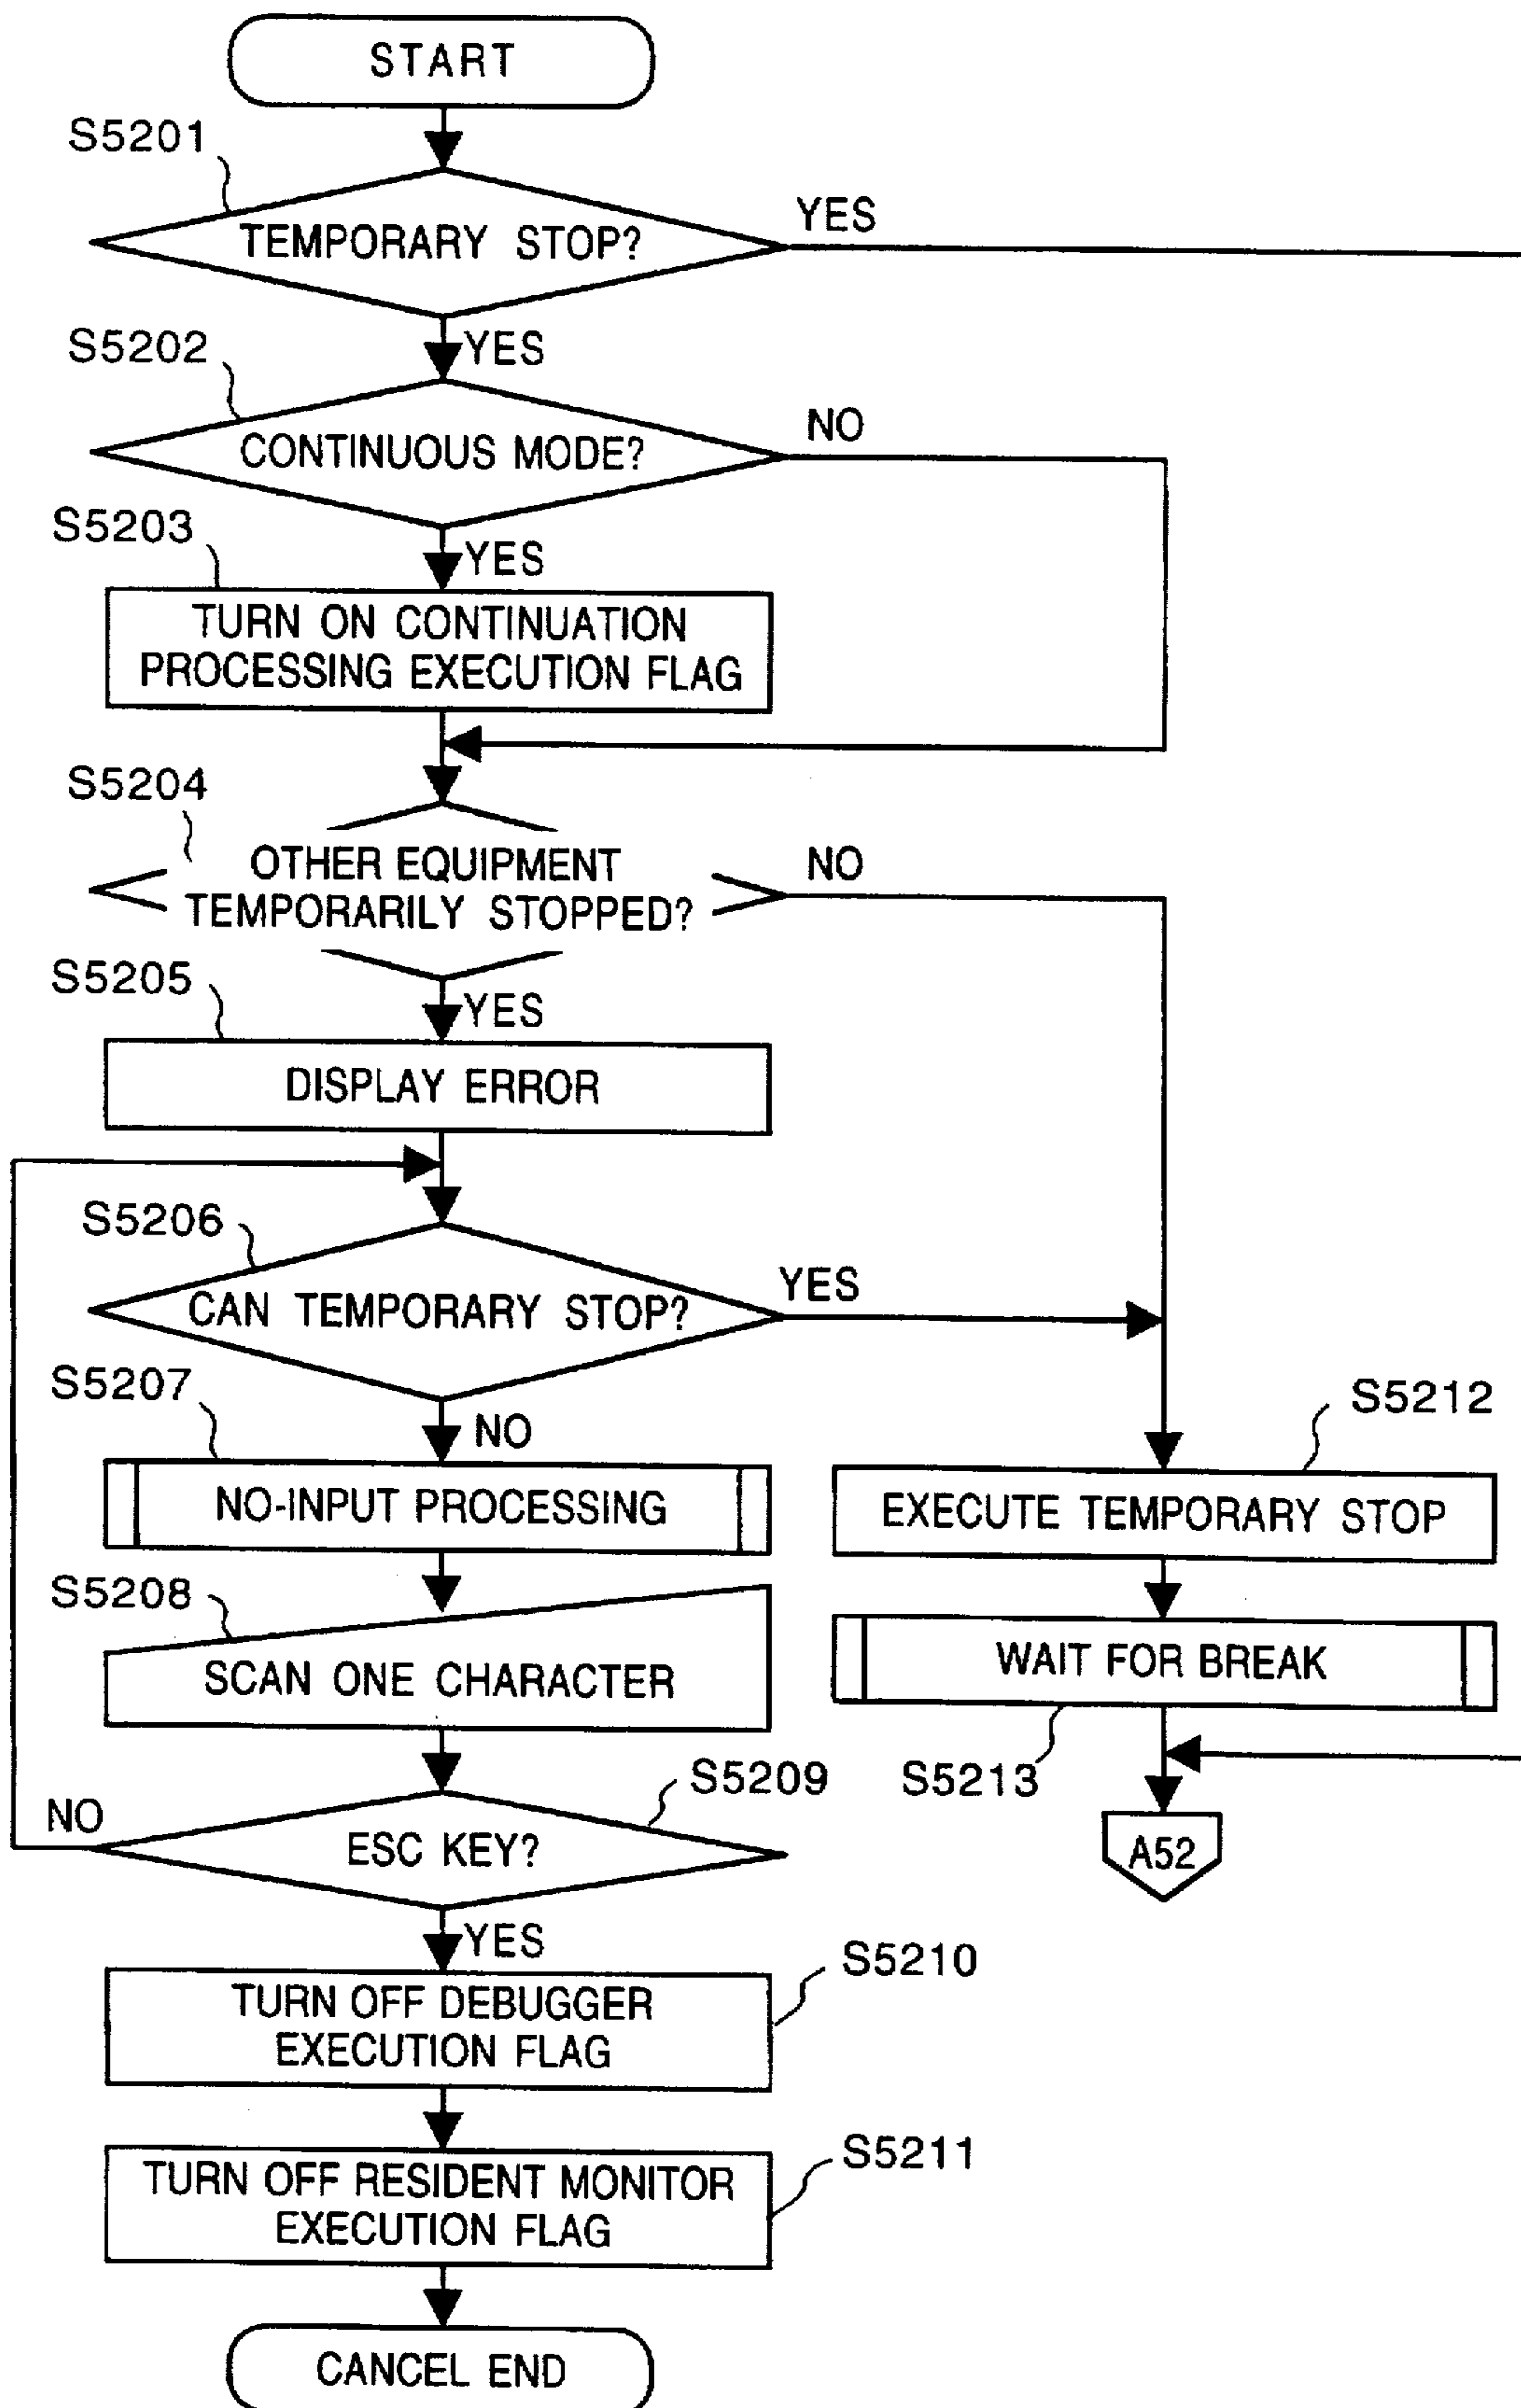 START
S5201
TEMPORARY STOP?
YES
YES
S5202
CONTINUOUS MODE?
NO
YES
S5203
TURN ON CONTINUATION
PROCESSING EXECUTION FLAG
S5204
OTHER EQUIPMENT
TEMPORARILY STOPPED?
NO
YES
S5205
DISPLAY ERROR
S5206
CAN TEMPORARY STOP?
YES
NO
S5207
NO-INPUT PROCESSING
S5208
SCAN ONE CHARACTER
S5209
ESC KEY?
NO
YES
S5210
TURN OFF DEBUGGER
EXECUTION FLAG
S5211
TURN OFF RESIDENT MONITOR
EXECUTION FLAG
CANCEL END
S5212
EXECUTE TEMPORARY STOP
WAIT FOR BREAK
S5213
A52